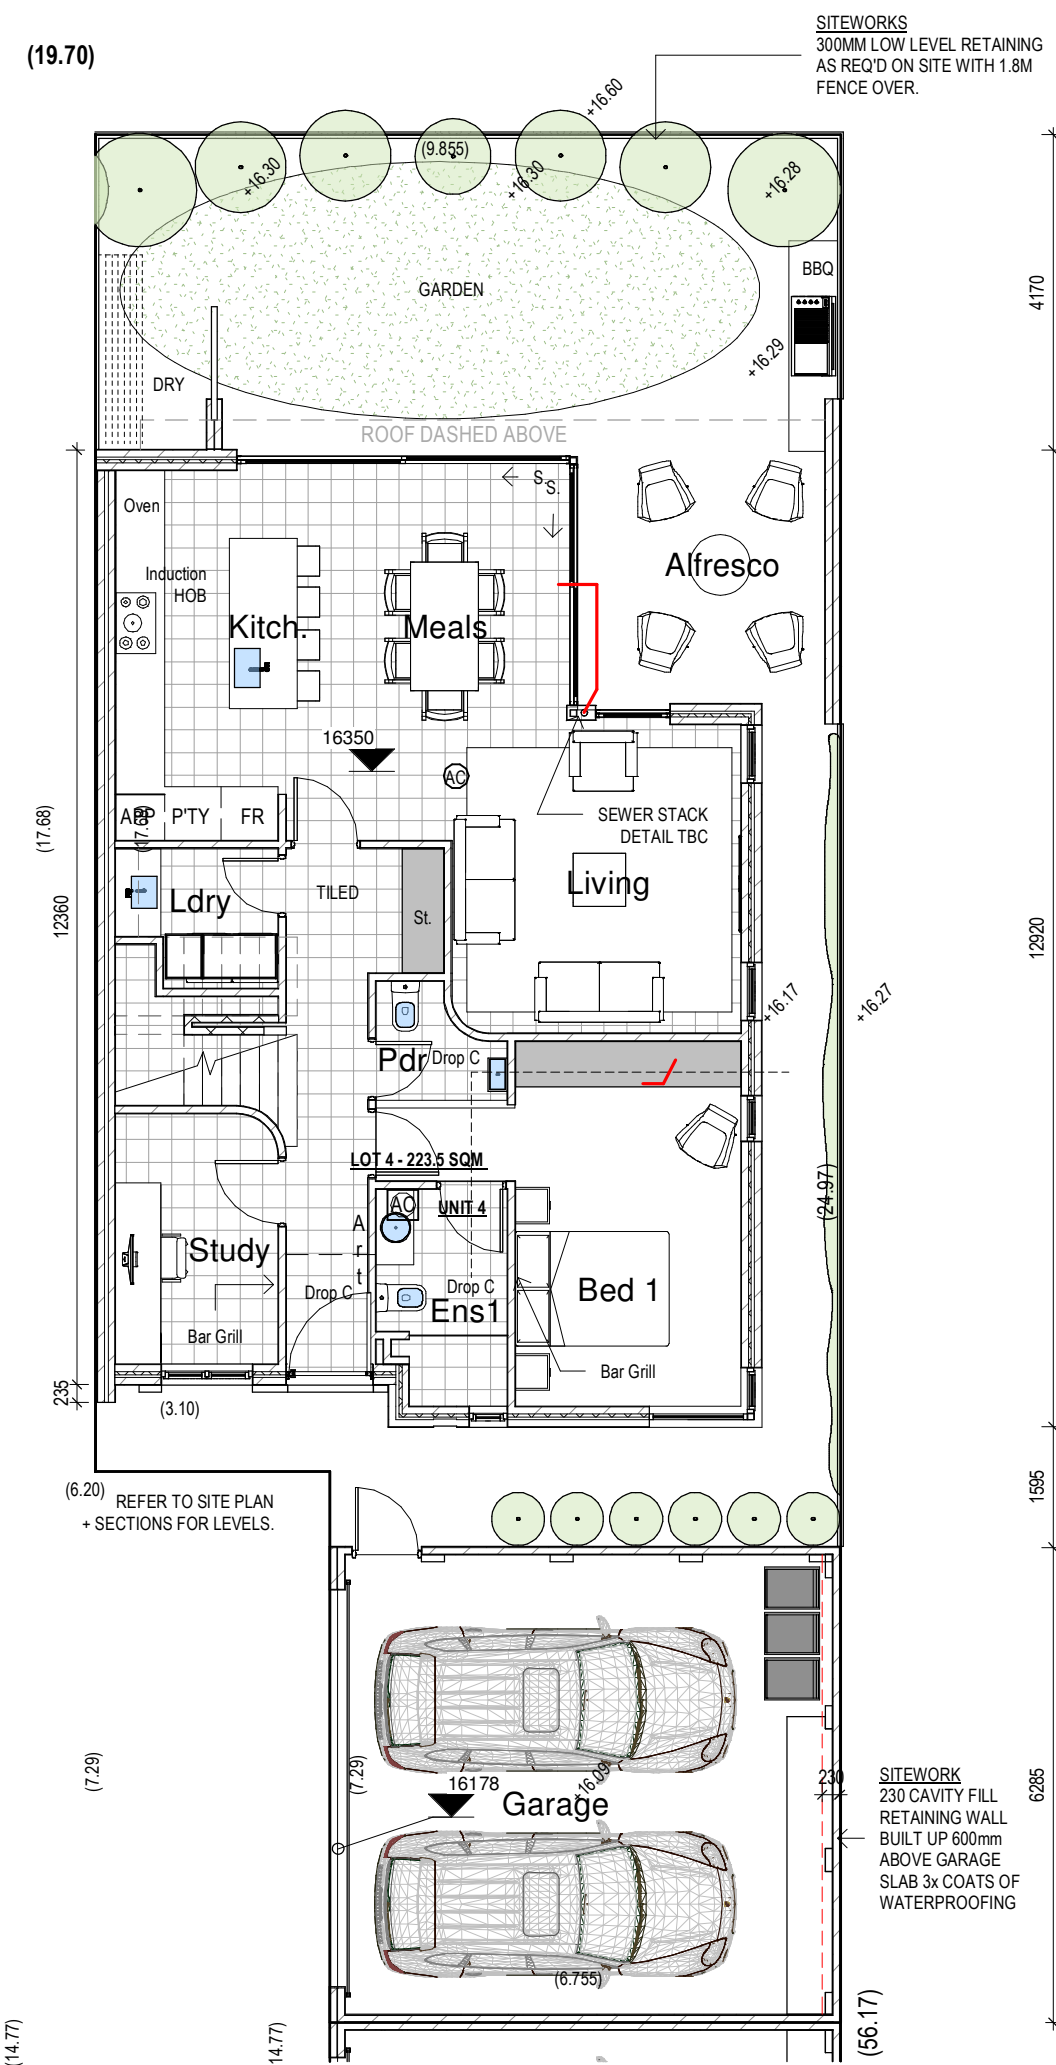 (19.70)
SITEWORKS
300MM LOW LEVEL RETAINING
AS REQ'D ON SITE WITH 1.8M
FENCE OVER.
+16.60
(9.855)
+16.30
+16.30
+16.28
BBQ
GARDEN
4170
+16.29
DRY
ROOF DASHED ABOVE
S.
S.
Oven
Induction
HOB
Alfresco
Kitch.
Meals
16350
AC
APP
P'TY
FR
(17.68)
(17.68)
SEWER STACK
DETAIL TBC
Living
TILED
Ldry
St.
12360
12920
+16.17
+16.27
Pdr
Drop C
LOT 4 - 223.5 SQM
UNIT 4
AC
Art
(24.97)
Study
Drop C
Drop C
Ens1
Bed 1
Bar Grill
Bar Grill
235
(3.10)
(6.20)
REFER TO SITE PLAN
+ SECTIONS FOR LEVELS.
1595
(7.29)
(7.29)
16178
+16.09
Garage
230
6285
SITEWORK
230 CAVITY FILL
RETAINING WALL
BUILT UP 600mm
ABOVE GARAGE
SLAB 3x COATS OF
WATERPROOFING
(6.755)
(14.77)
14.77)
(56.17)